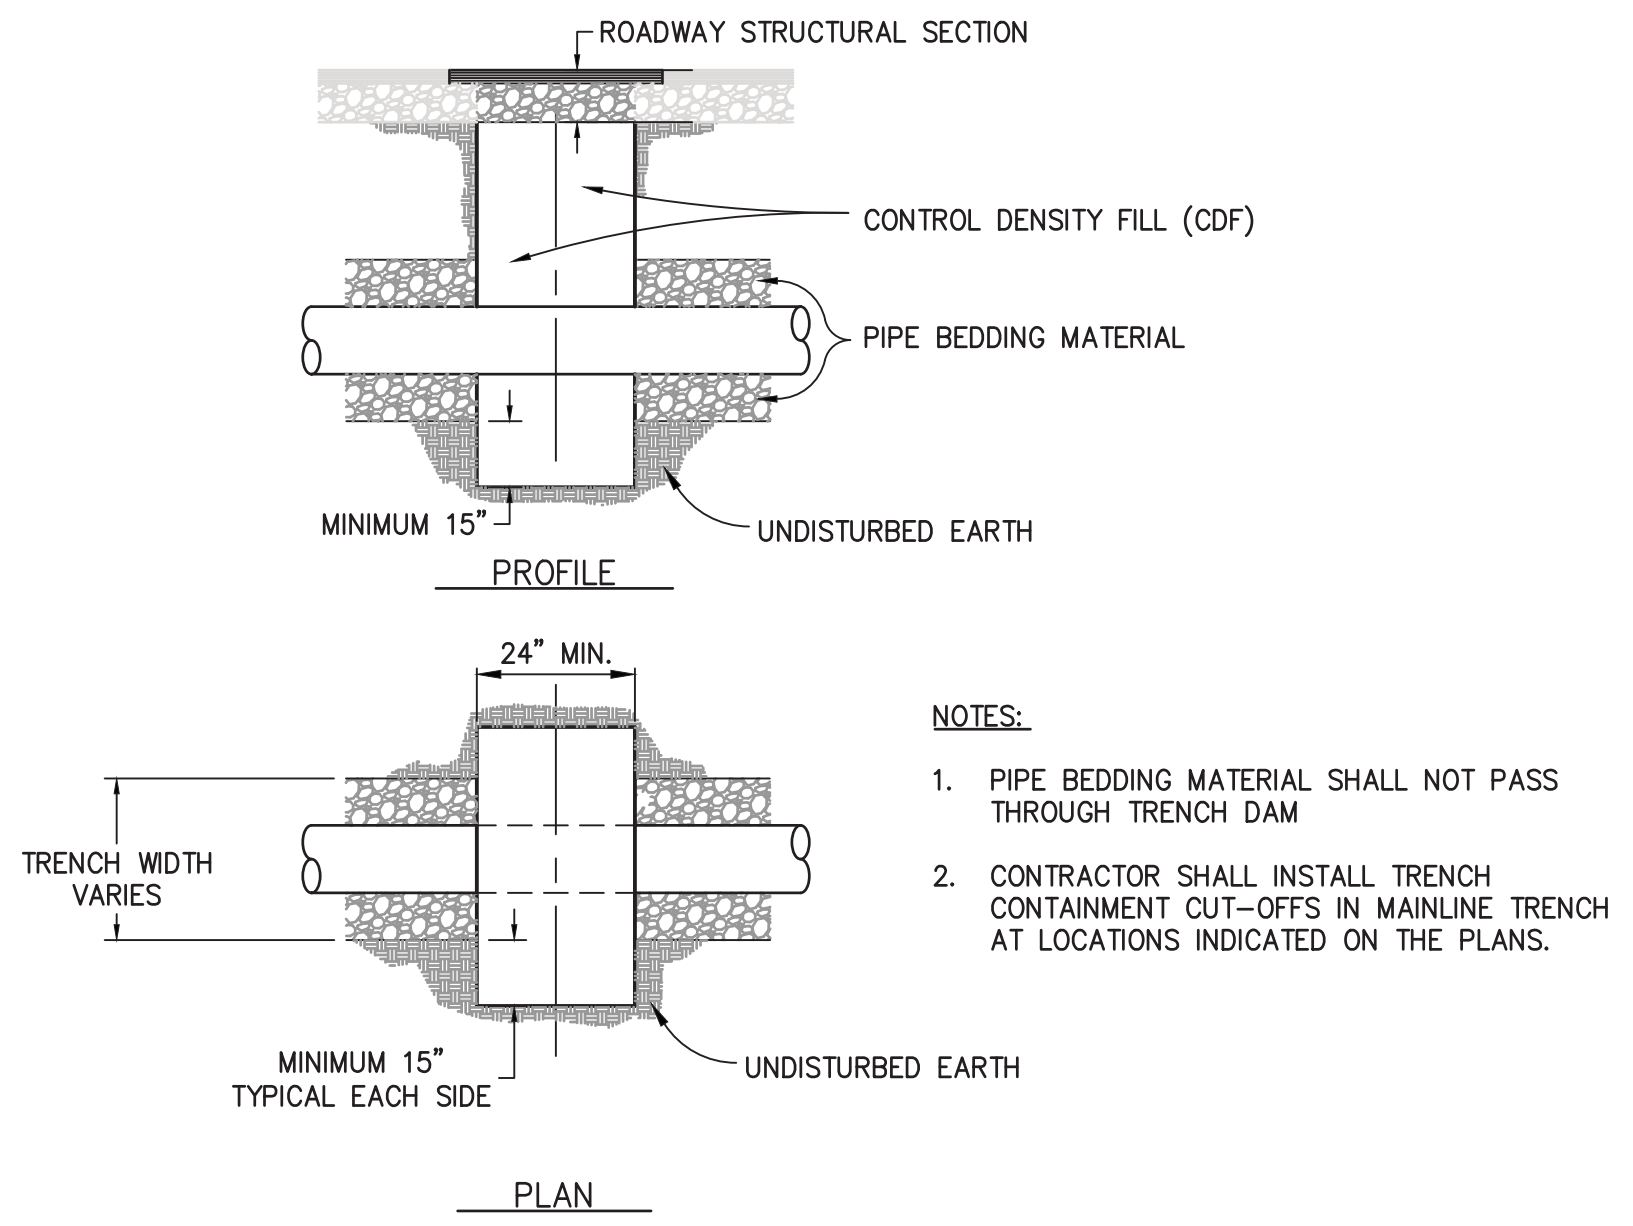 ROADWAY STRUCTURAL SECTION
CONTROL DENSITY FILL (CDF)
PIPE BEDDING MATERIAL
MINIMUM 15”
UNDISTURBED EARTH
PROFILE
24” MIN.
TRENCH WIDTH
VARIES
MINIMUM 15”
TYPICAL EACH SIDE
UNDISTURBED EARTH
PLAN
NOTES:
1. PIPE BEDDING MATERIAL SHALL NOT PASS
THROUGH TRENCH DAM
2. CONTRACTOR SHALL INSTALL TRENCH
CONTAINMENT CUT-OFFS IN MAINLINE TRENCH
AT LOCATIONS INDICATED ON THE PLANS.